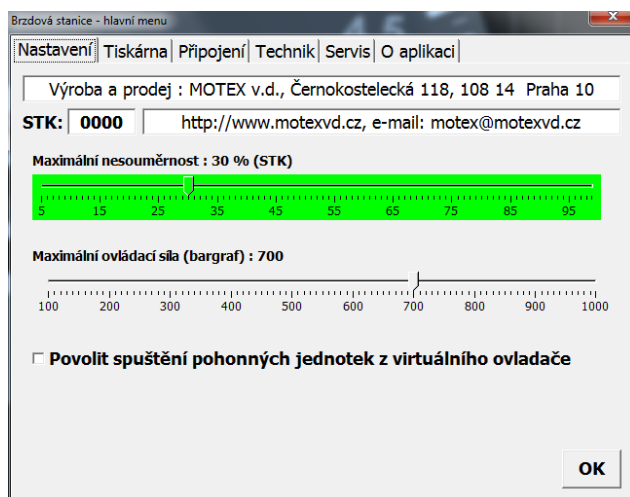 Brzdová stanice - hlavní menu
Nastavení Tiskárna Připojení Technik Servis O aplikaci
Výroba a prodej : MOTEX v.d., Černokostelecká 118, 108 14 Praha 10
STK: 0000 http://www.motexvd.cz, e-mail: motex@motexvd.cz
Maximální nesouměrnost : 30 % (STK)
5 15 25 35 45 55 65 75 85 95
Maximální ovládací síla (bargraf) : 700
100 200 300 400 500 600 700 800 900 1000
Povolit spuštění pohonných jednotek z virtuálního ovladače
OK